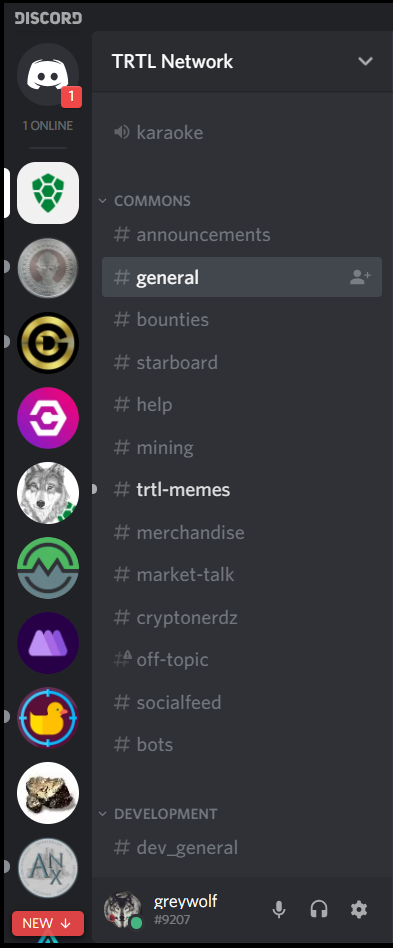 DISCORD
1
1 ONLINE
TRTL Network
karaoke
COMMONS
announcements
general
bounties
starboard
help
mining
trtl-memes
merchandise
market-talk
cryptonerdz
off-topic
socialfeed
bots
DEVELOPMENT
dev_general
ANX
NEW
greywolf
#9207